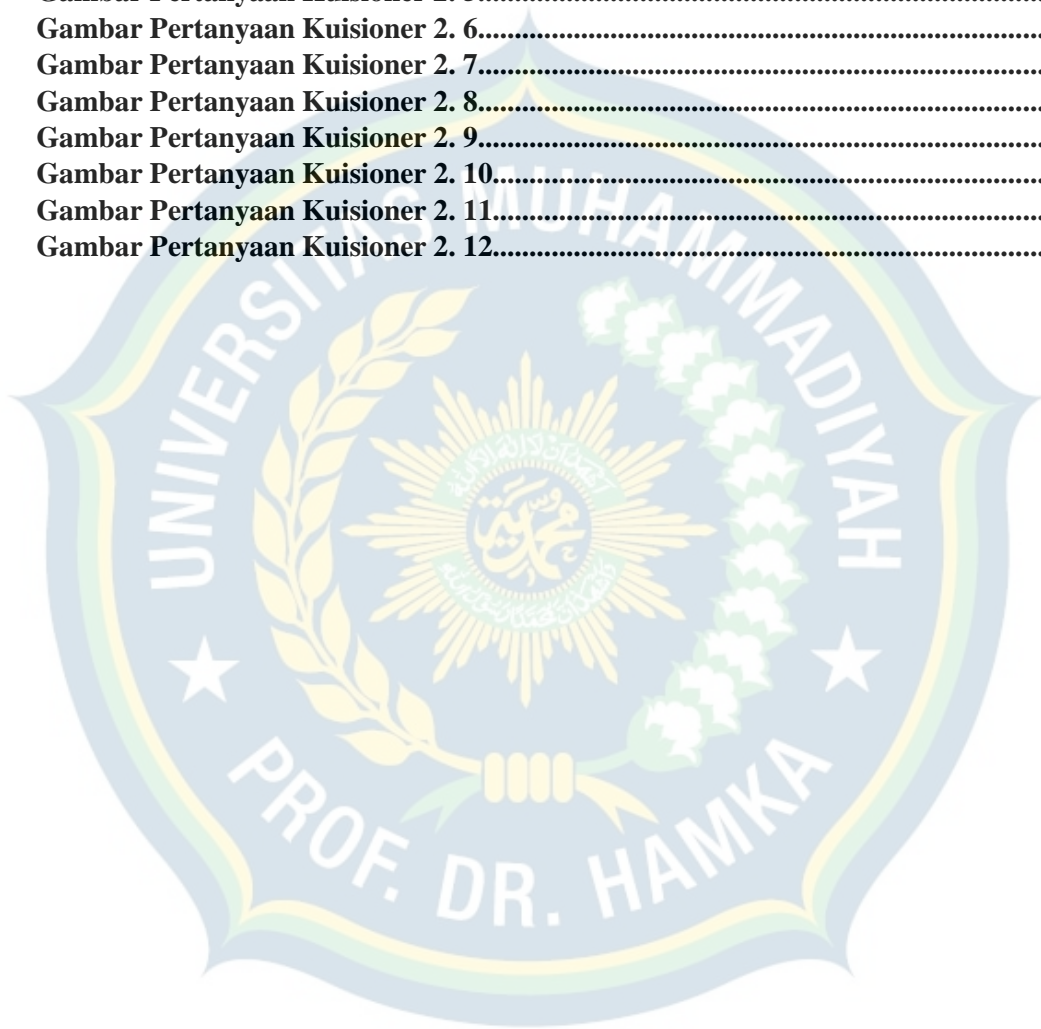 Gambar Pertanyaan Kuisioner 2. 6
Gambar Pertanyaan Kuisioner 2. 7
Gambar Pertanyaan Kuisioner 2. 8
Gambar Pertanyaan Kuisioner 2. 9
Gambar Pertanyaan Kuisioner 2. 10
Gambar Pertanyaan Kuisioner 2. 11
Gambar Pertanyaan Kuisioner 2. 12
UNIVERSITAS MUHAMMADIYAH
محمدية
PROF. DR. HAMKA